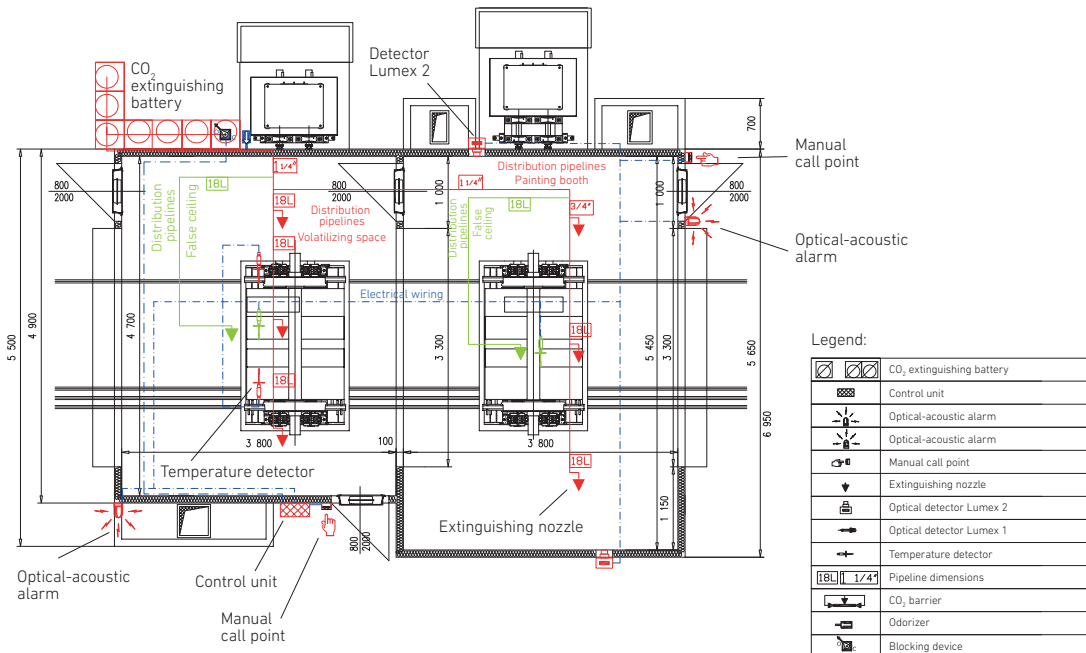 CO2
extinguishing
battery
Detector
Lumex 2
700
Manual
call point
800
2000
1 1/4"
18L
Distribution pipelines
Painting booth
800
2000
1 000
1 1/4"
18L
3/4"
1 000
800
2000
Distribution
pipelines
False ceiling
18L
Distribution
pipelines
Volatilizing space
18L
Distribution
pipelines
False
ceiling
Optical-acoustic
alarm
Electrical wiring
5 500
4 900
4 700
3 300
18L
5 450
3 300
5 650
6 950
18L
3 800
100
3 800
Temperature detector
18L
1 150
Extinguishing nozzle
800
2000
Optical-acoustic
alarm
Control unit
Manual
call point
Legend:
CO2 extinguishing battery
Control unit
Optical-acoustic alarm
Optical-acoustic alarm
Manual call point
Extinguishing nozzle
Optical detector Lumex 2
Optical detector Lumex 1
Temperature detector
18L 1 1/4" Pipeline dimensions
CO2 barrier
Odorizer
Blocking device